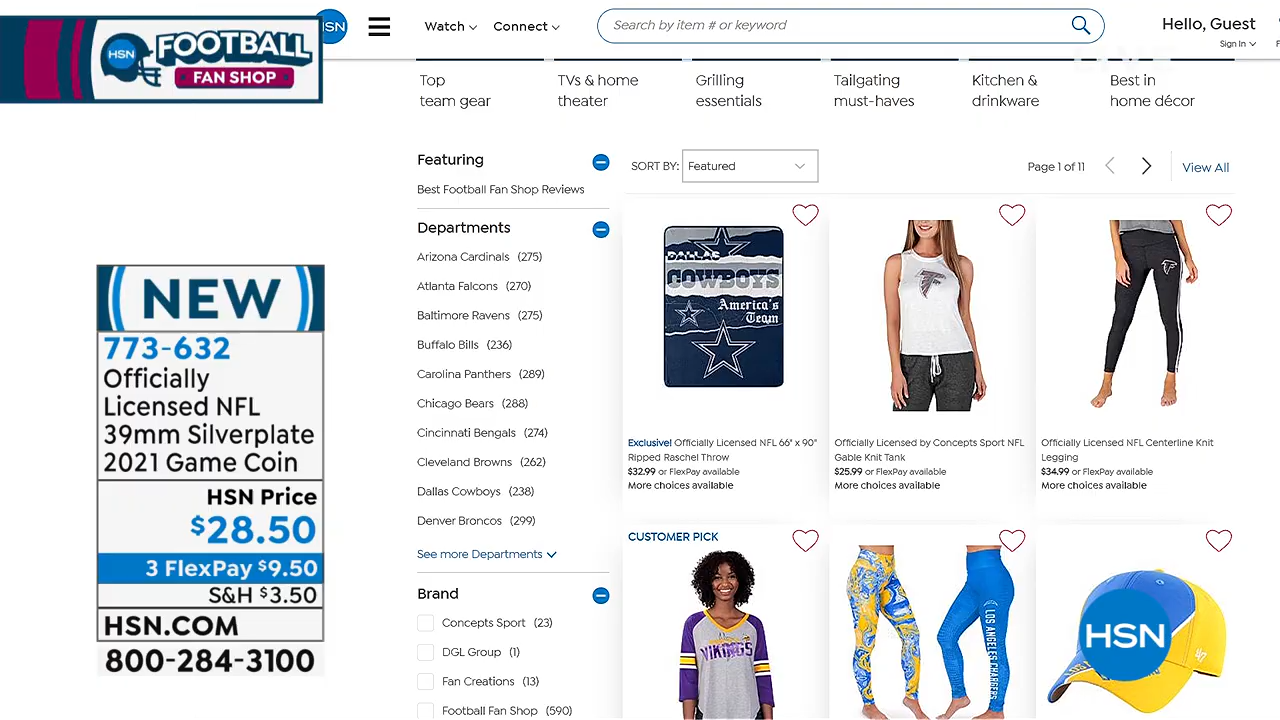 HSN
FOOTBALL
FAN SHOP
HSN
Watch
Connect
Search by item # or keyword
Hello, Guest
Sign In
Top
team gear
TVs & home
theater
Grilling
essentials
Tailgating
must-haves
Kitchen &
drinkware
Best in
home décor
Featuring
Best Football Fan Shop Reviews
Departments
Arizona Cardinals (275)
Atlanta Falcons (270)
Baltimore Ravens (275)
Buffalo Bills (236)
Carolina Panthers (289)
Chicago Bears (288)
Cincinnati Bengals (274)
Cleveland Browns (262)
Dallas Cowboys (238)
Denver Broncos (299)
See more Departments
Brand
Concepts Sport (23)
DGL Group (1)
Fan Creations (13)
Football Fan Shop (590)
SORT BY: Featured
Page 1 of 11
View All
DALLAS
COWBOYS
America's
Team
Exclusive! Officially Licensed NFL 66" x 90"
Ripped Raschel Throw
$32.99 or FlexPay available
More choices available
Officially Licensed by Concepts Sport NFL
Gable Knit Tank
$25.99 or FlexPay available
More choices available
Officially Licensed NFL Centerline Knit
Legging
$34.99 or FlexPay available
More choices available
CUSTOMER PICK
VIKINGS
LOS ANGELES CHARGERS
'47
HSN
NEW
773-632
Officially
Licensed NFL
39mm Silverplate
2021 Game Coin
HSN Price
$28.50
3 FlexPay $9.50
S&H $3.50
HSN.COM
800-284-3100